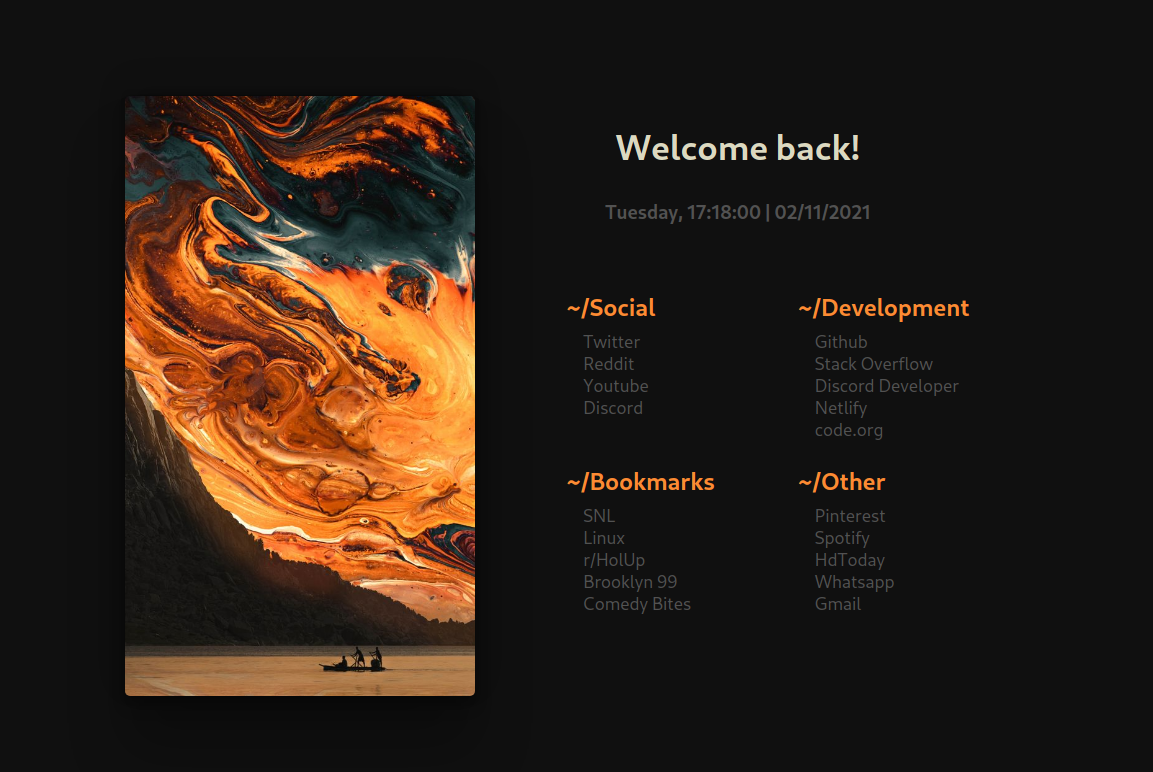 Welcome back!
Tuesday, 17:18:00 | 02/11/2021
~/Social
Twitter
Reddit
Youtube
Discord
~/Development
Github
Stack Overflow
Discord Developer
Netlify
code.org
~/Bookmarks
SNL
Linux
r/HolUp
Brooklyn 99
Comedy Bites
~/Other
Pinterest
Spotify
HdToday
Whatsapp
Gmail